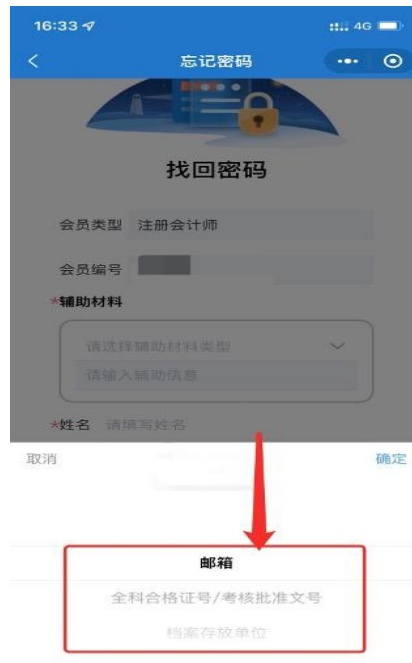 16:33
4G
忘记密码
找回密码
会员类型 注册会计师
会员编号
*辅助材料
请选择辅助材料类型
请输入辅助信息
*姓名 请填写姓名
取消 确定
邮箱
全科合格证号/考核批准文号
档案存放单位